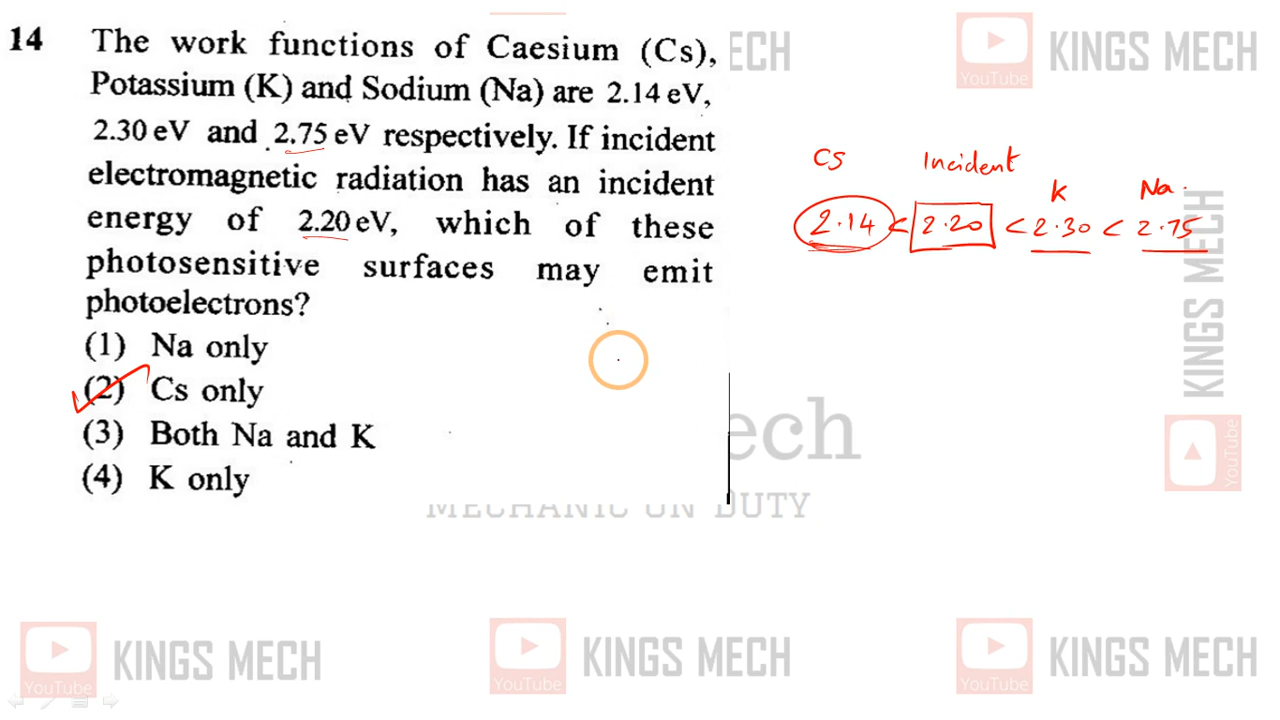 14 The work functions of Caesium (Cs),
Potassium (K) and Sodium (Na) are 2.14 eV,
2.30 eV and 2.75 eV respectively. If incident
electromagnetic radiation has an incident
energy of 2.20 eV, which of these
photosensitive surfaces may emit
photoelectrons?
(1) Na only
(2) Cs only
(3) Both Na and K
(4) K only
Cs Incident K Na
2.14 < 2.20 < 2.30 < 2.75
ECH
YouTube KINGS MECH
KINGS MECH
YouTube
ech
MECHANIC ON DUTY
YouTube KINGS MECH
YouTube KINGS MECH
YouTube KINGS MECH